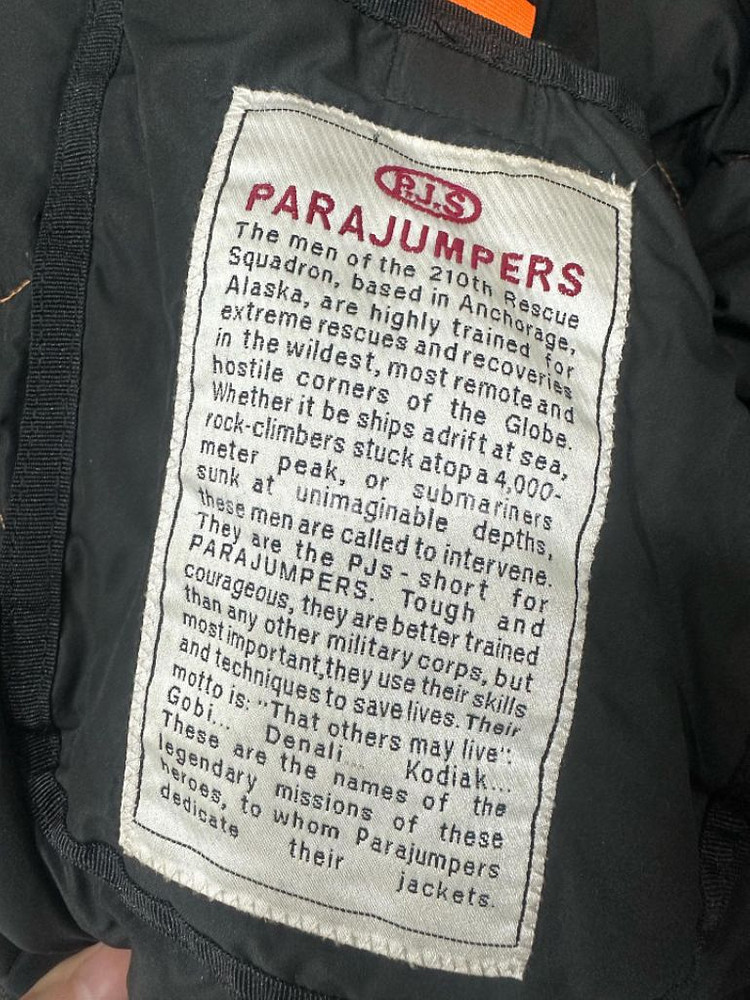 P.J.S
PARAJUMPERS
The men of the 210th Rescue
Squadron, based in Anchorage,
Alaska, are highly trained for
extreme rescues and recoveries
in the wildest, most remote and
hostile corners of the Globe.
Whether it be ships adrift at sea,
rock-climbers stuck atop a 4,000-
meter peak, or submariners
sunk at unimaginable depths,
these men are called to intervene.
They are the PJs - short for
PARAJUMPERS. Tough and
courageous, they are better trained
than any other military corps, but
most important,they use their skills
and techniques to save lives. Their
motto is: "That others may live".
Gobi... Denali... Kodiak...
These are the names of the
legendary missions of these
heroes, to whom Parajumpers
dedicate their jackets.